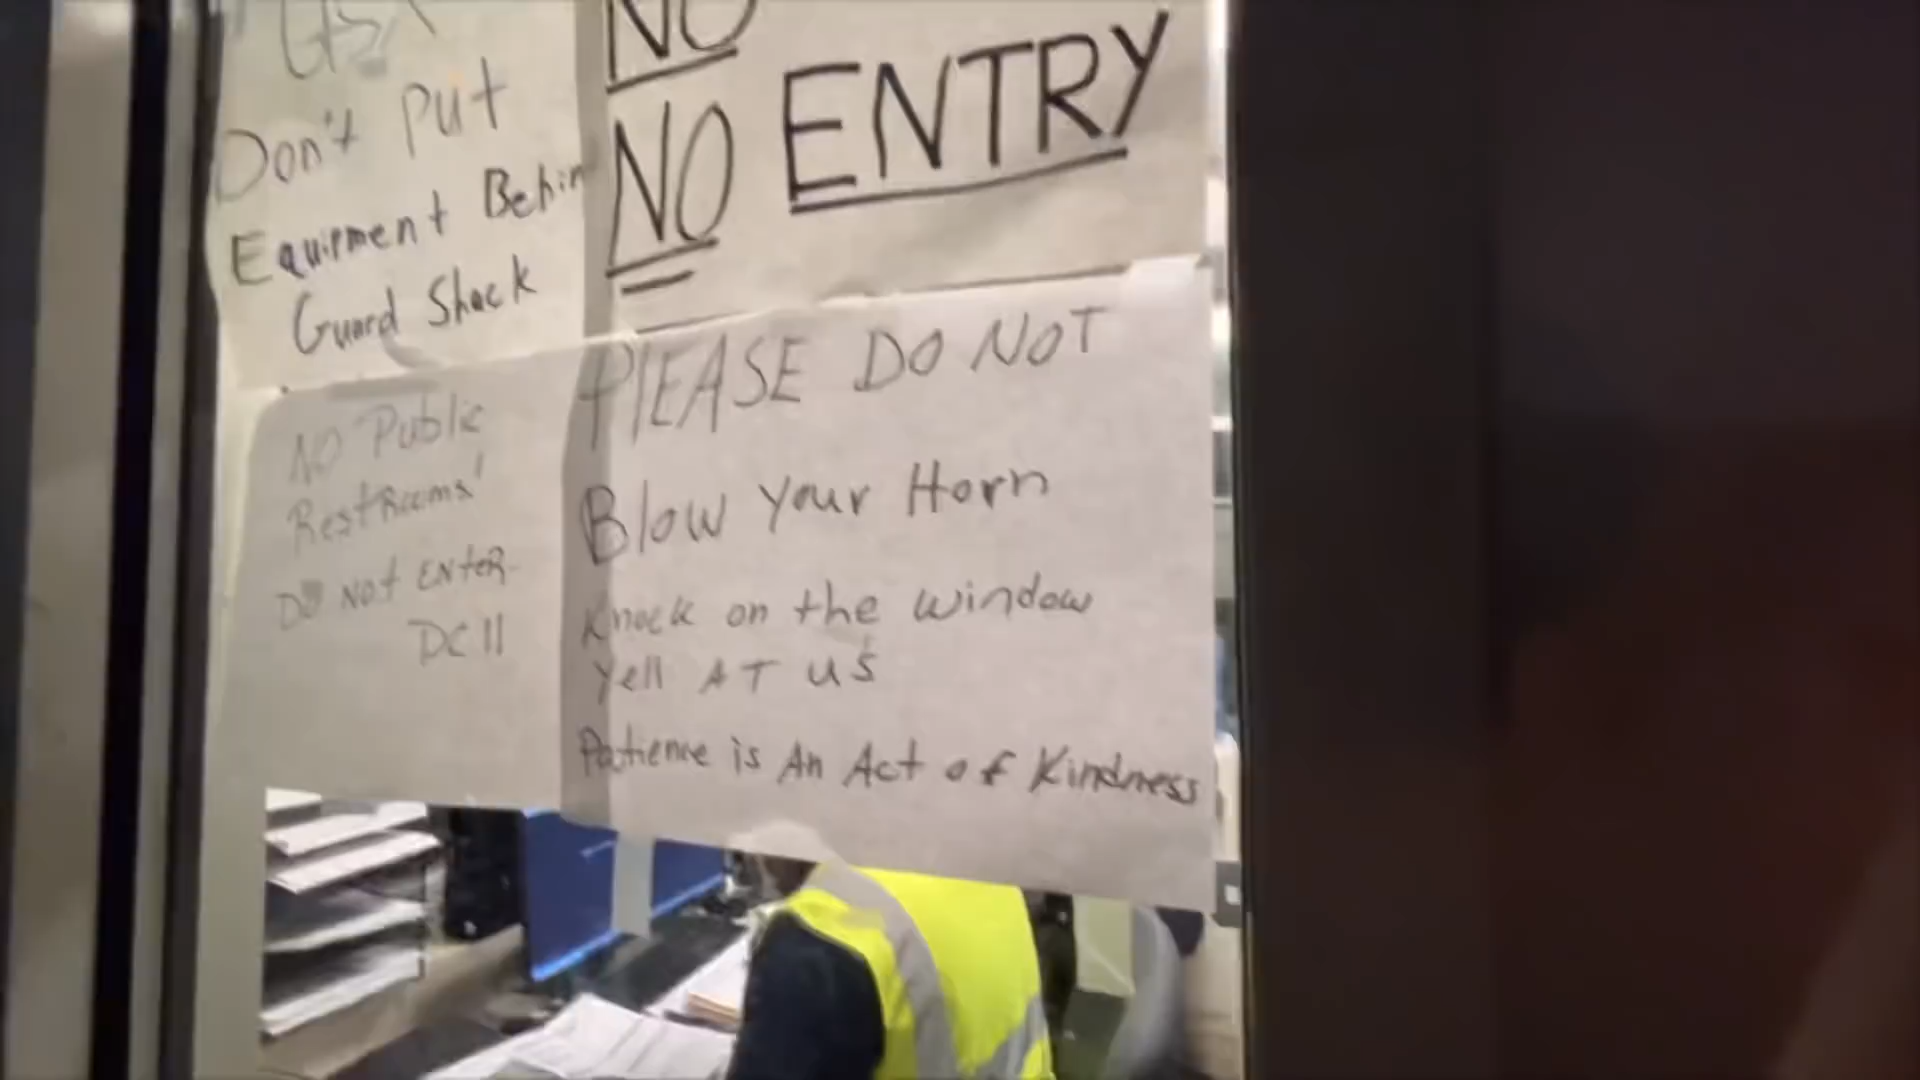 Don't Put
Equipment Behin
Guard Shack
NO
NO ENTRY
NO Public
RestRooms'
DO NOT ENTER
DC 11
PLEASE DO NOT
Blow Your Horn
Knock on the window
Yell AT us
Patience is An Act of Kindness